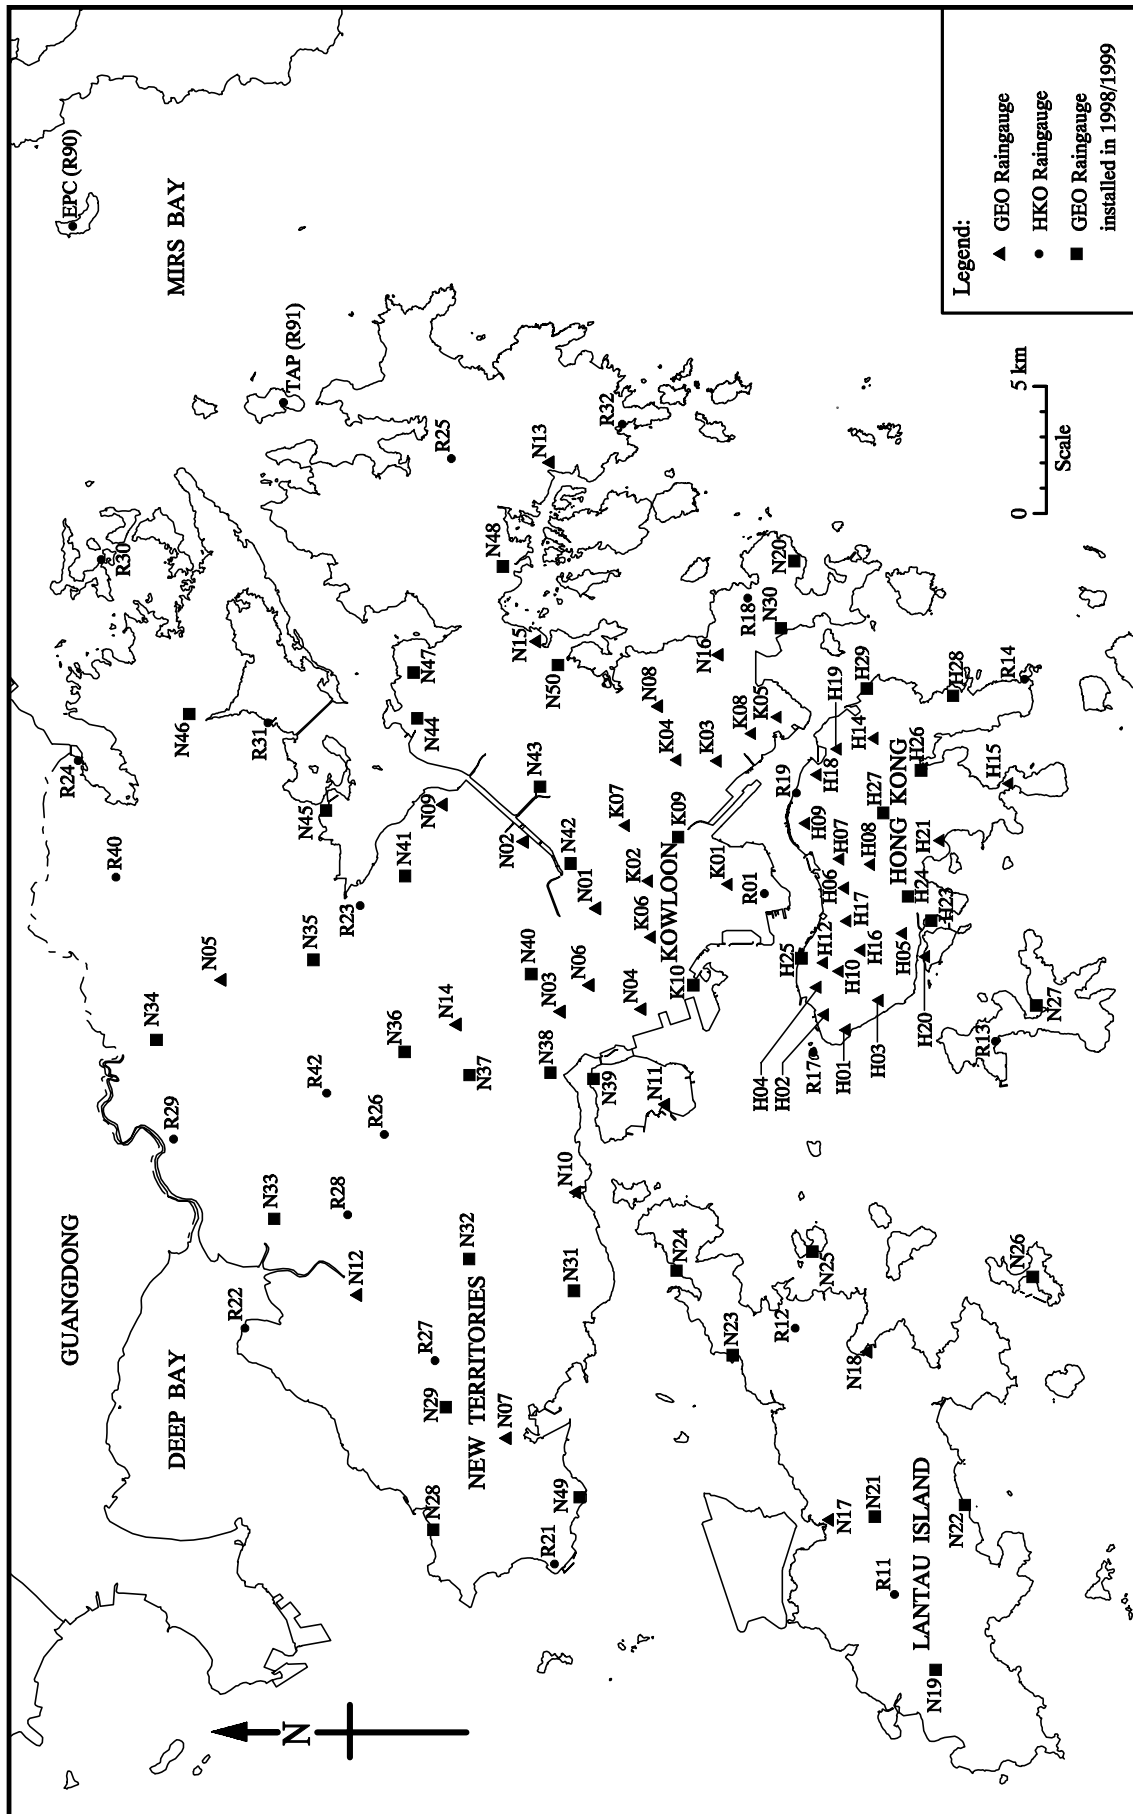 GUANGDONG
DEEP BAY
MIRS BAY
NEW TERRITORIES
KOWLOON
HONG KONG
LANTAU ISLAND
N
EPC (R90)
TAP (R91)
R30
R24
R40
N34
R29
N46
R31
N05
N33
R22
N45
N35
R42
R28
N12
R23
R26
R25
N47
N44
N41
N36
N09
N14
R27
N29
N28
N32
N37
N48
N13
N15
N50
N43
N02
N42
N40
N03
N38
N07
R21
N49
N31
N10
N01
N06
N39
R32
N08
K07
K02
K06
N04
N11
K04
K09
K10
N24
K03
N16
K08
K05
K01
R01
N23
R18
N30
N20
R19
H25
R12
N25
H18
H19
H09
H12
H04
H02
R17
H10
H07
H06
H17
H01
H16
H14
H29
H08
H27
H03
H05
H24
H26
H23
H21
H20
H28
R14
H15
R13
N27
N26
N18
N17
N21
R11
N22
N19
0
5 km
Scale
Legend:
GEO Raingauge
HKO Raingauge
GEO Raingauge
installed in 1998/1999